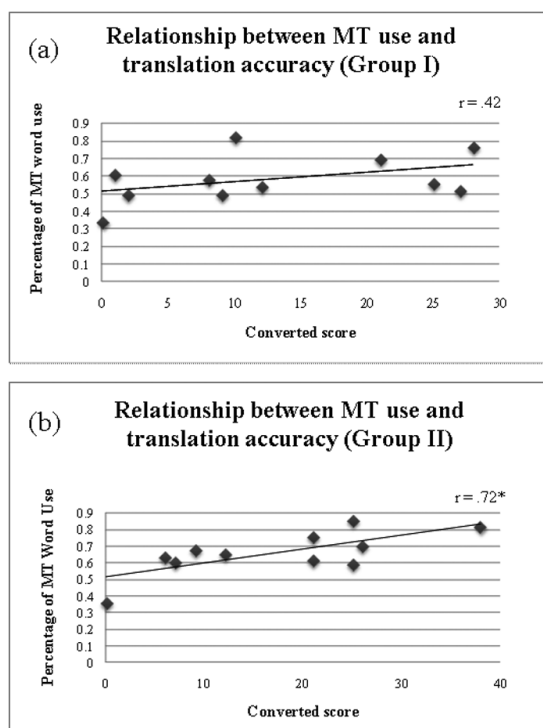 (a)
Relationship between MT use and
translation accuracy (Group I)
r = .42
Percentage of MT word use
0.9
0.8
0.7
0.6
0.5
0.4
0.3
0.2
0.1
0
0 5 10 15 20 25 30
Converted score
(b)
Relationship between MT use and
translation accuracy (Group II)
r = .72*
Percentage of MT Word Use
0.9
0.8
0.7
0.6
0.5
0.4
0.3
0.2
0.1
0
0 10 20 30 40
Converted score